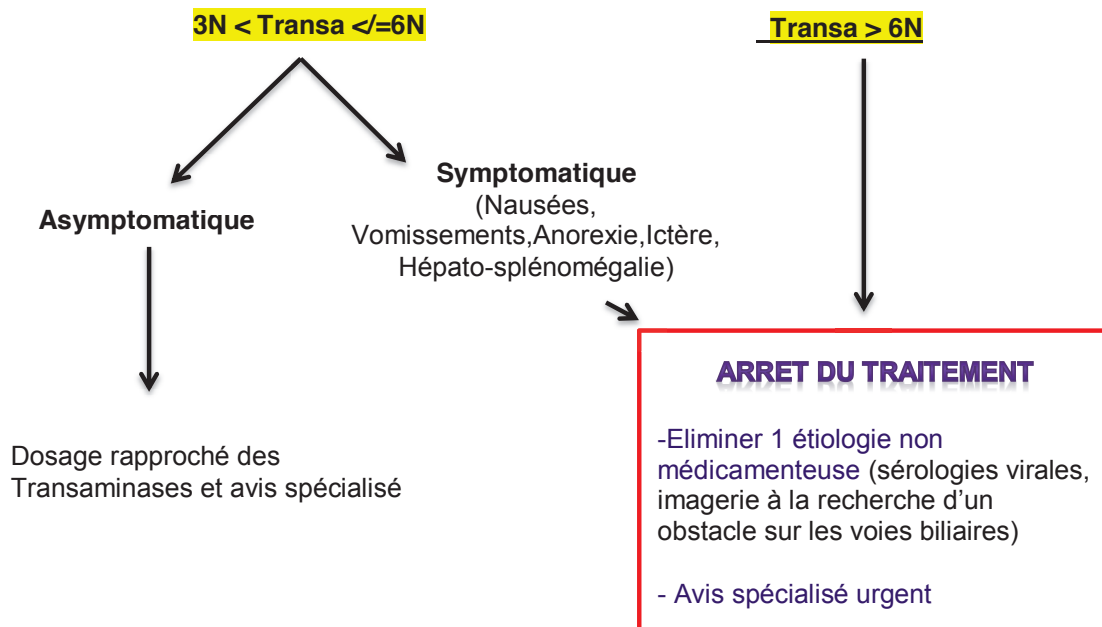 3N < Transa </=6N
Transa > 6N
Asymptomatique
Symptomatique
(Nausées,
Vomissements,Anorexie,Ictère,
Hépato-splénomégalie)
Dosage rapproché des
Transaminases et avis spécialisé
ARRET DU TRAITEMENT
-Eliminer 1 étiologie non
médicamenteuse (sérologies virales,
imagerie à la recherche d'un
obstacle sur les voies biliaires)
- Avis spécialisé urgent